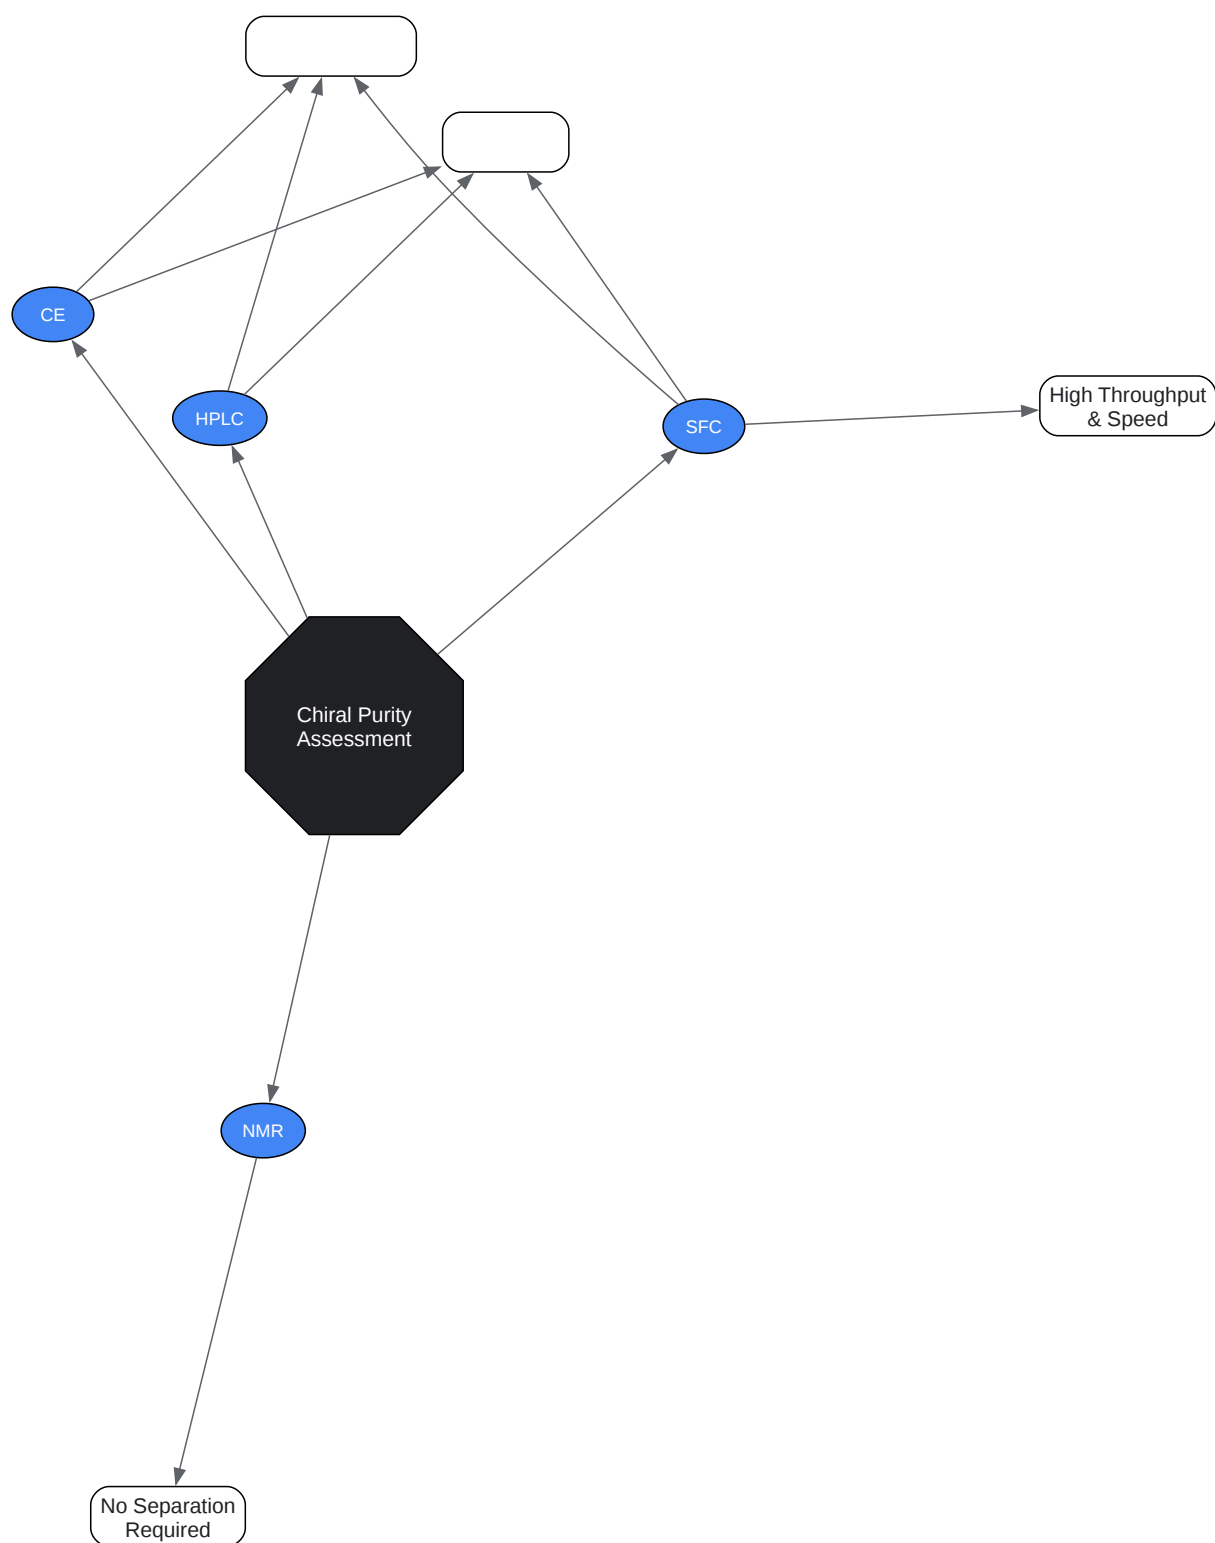 CE
HPLC
SFC
High Throughput
& Speed
Chiral Purity
Assessment
NMR
No Separation
Required